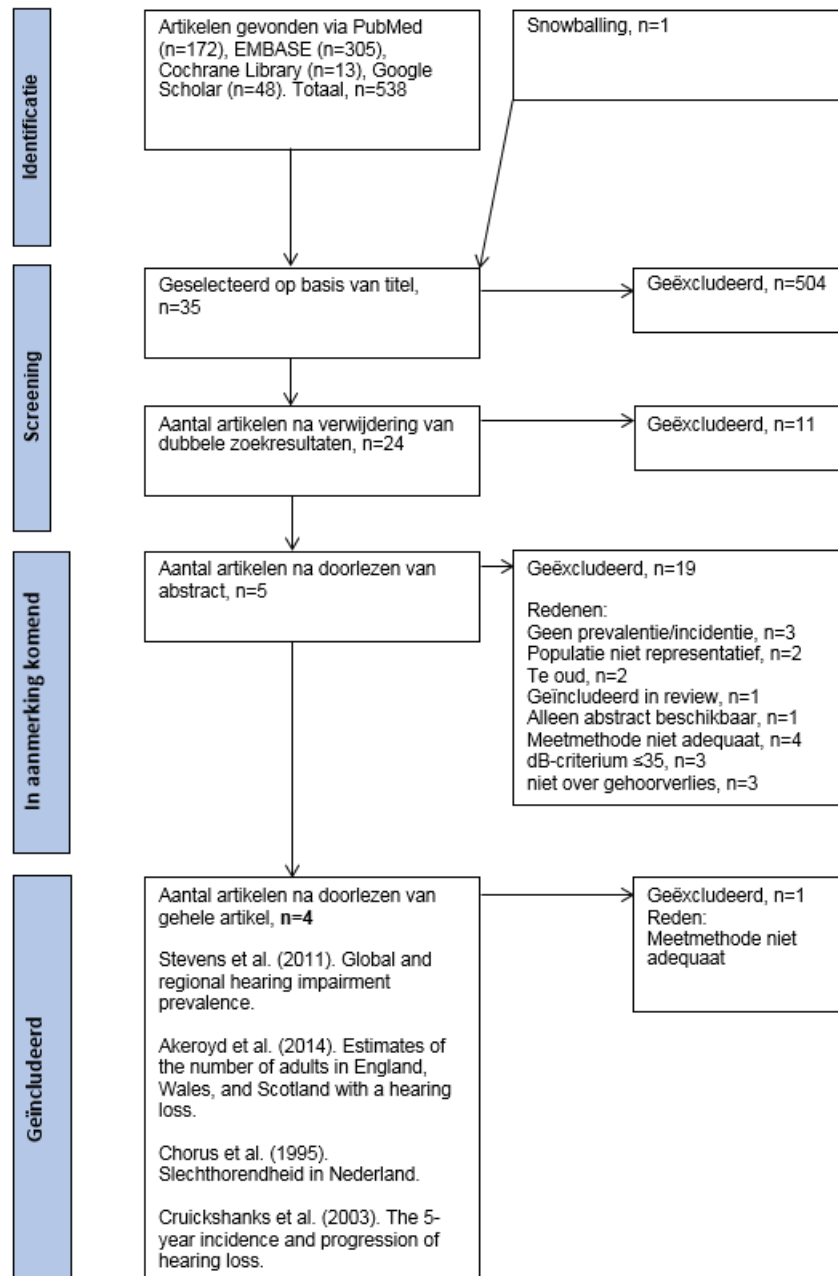 Identificatie
Artikelen gevonden via PubMed
(n=172), EMBASE (n=305),
Cochrane Library (n=13), Google
Scholar (n=48). Totaal, n=538
Snowballing, n=1
Screening
Geselecteerd op basis van titel,
n=35
Geëxcludeerd, n=504
Aantal artikelen na verwijdering van
dubbele zoekresultaten, n=24
Geëxcludeerd, n=11
In aanmerking komend
Aantal artikelen na doorlezen van
abstract, n=5
Geëxcludeerd, n=19
Redenen:
Geen prevalentie/incidentie, n=3
Populatie niet representatief, n=2
Te oud, n=2
Geïncludeerd in review, n=1
Alleen abstract beschikbaar, n=1
Meetmethode niet adequaat, n=4
dB-criterium ≤35, n=3
niet over gehoorverlies, n=3
Geïncludeerd
Aantal artikelen na doorlezen van
gehele artikel, n=4
Stevens et al. (2011). Global and
regional hearing impairment
prevalence.
Akeroyd et al. (2014). Estimates of
the number of adults in England,
Wales, and Scotland with a hearing
loss.
Chorus et al. (1995).
Slechthorendheid in Nederland.
Cruickshanks et al. (2003). The 5-
year incidence and progression of
hearing loss.
Geëxcludeerd, n=1
Reden:
Meetmethode niet
adequaat